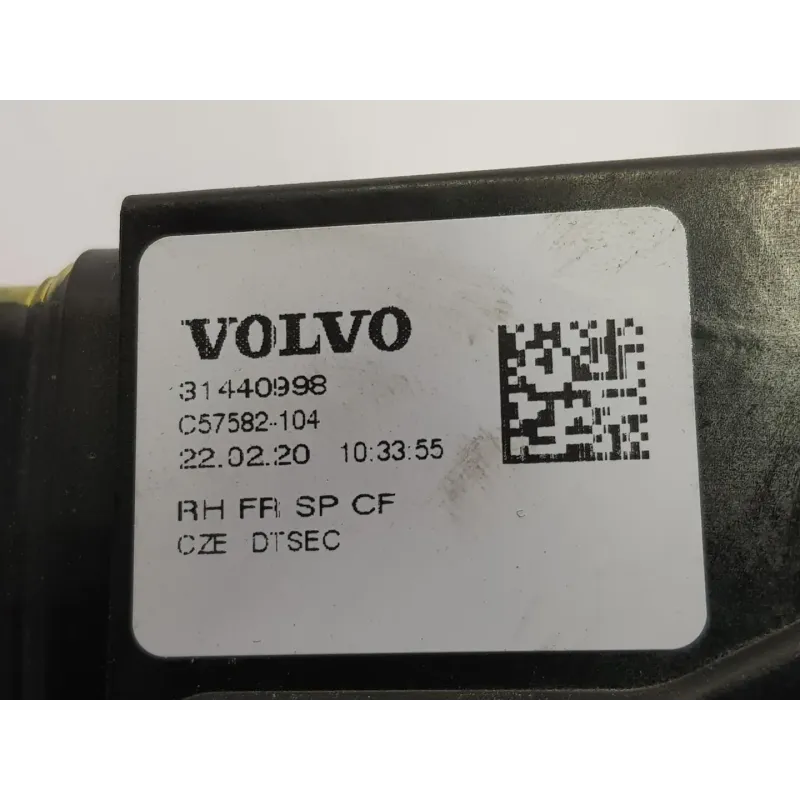 VOLVO
31440998
C57582-104
22.02.20 10:33:55
RH FR SP CF
CZE DTSEC